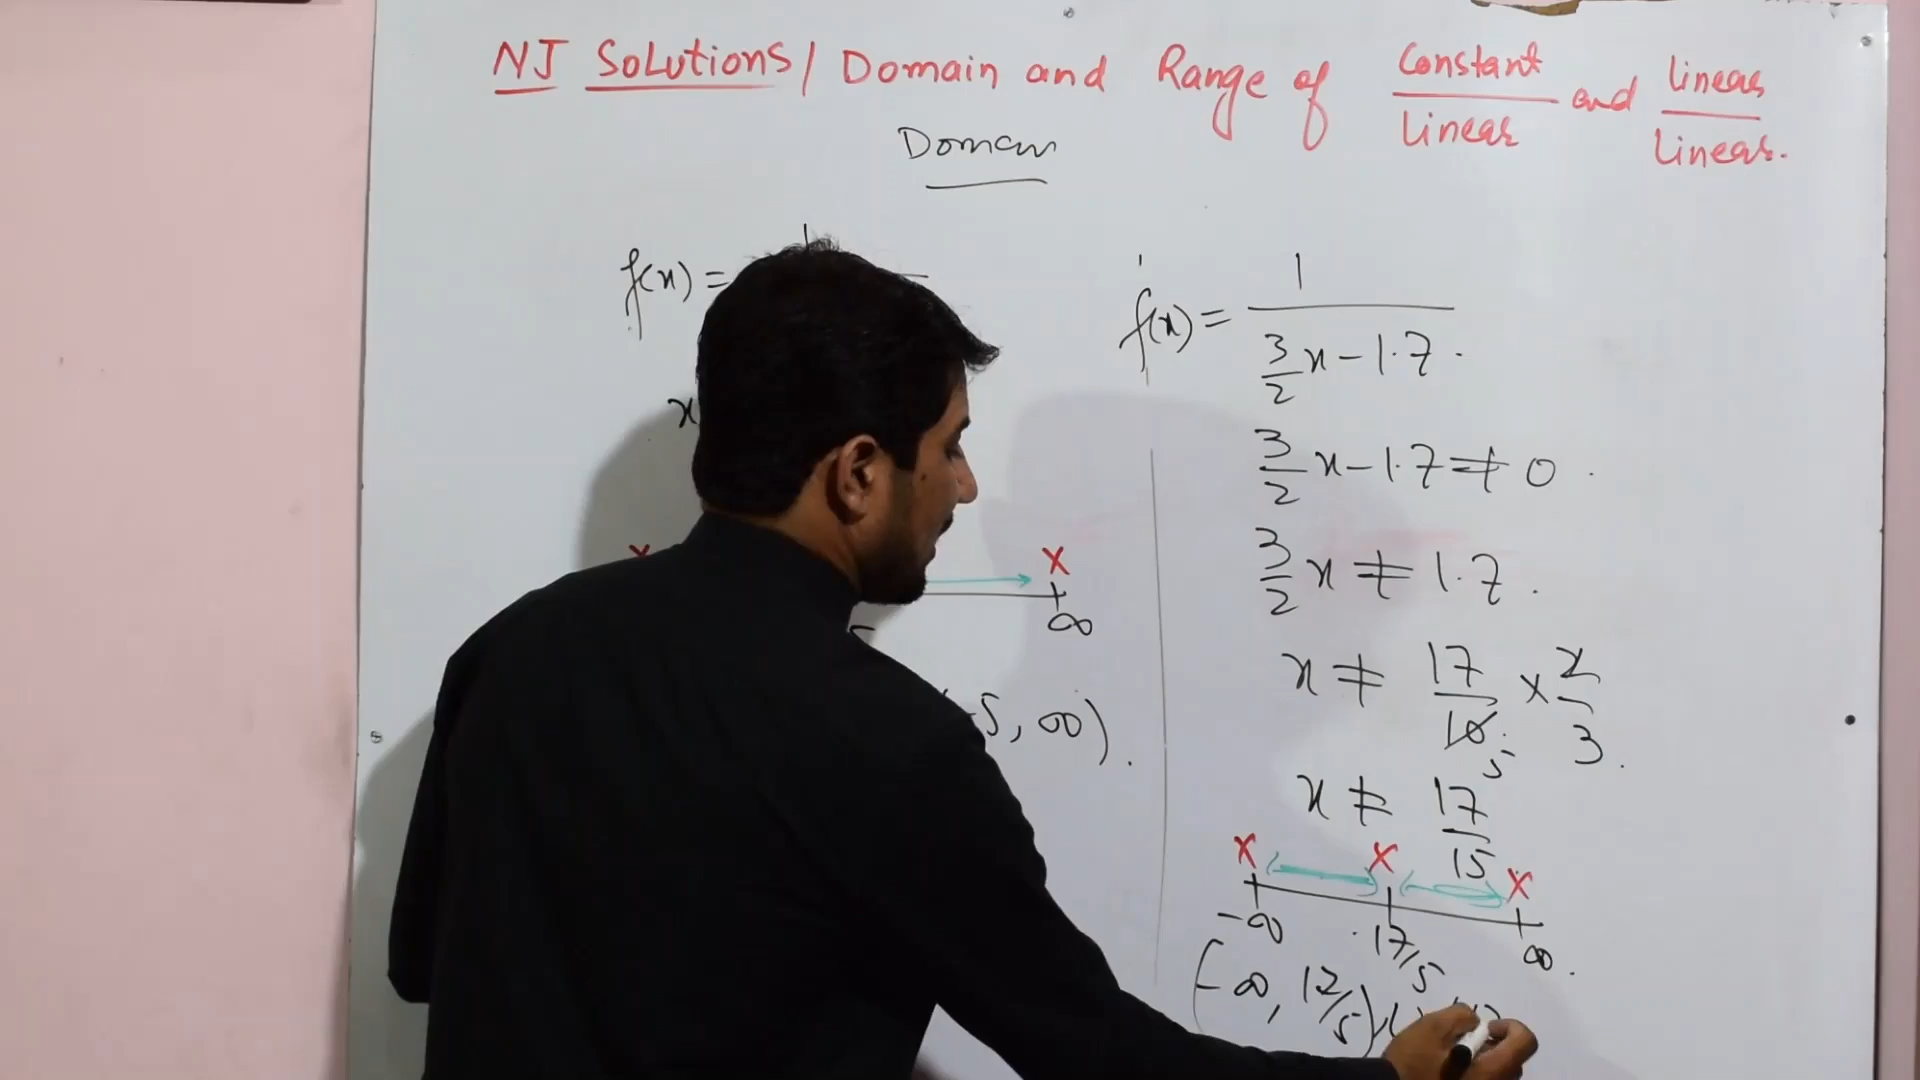 NJ Solutions / Domain and Range of Constant/Linear and Linear/Linear.
Domain
f(x) =
x
x x
∞
-5, ∞).
f(x) = 1/(3/2 x - 1.7).
3/2 x - 1.7 ≠ 0.
3/2 x ≠ 1.7.
x ≠ 17/10 5 × 2/3.
x ≠ 17/15
x x x
-∞ 17/5 ∞.
(-∞, 17/5) ∪